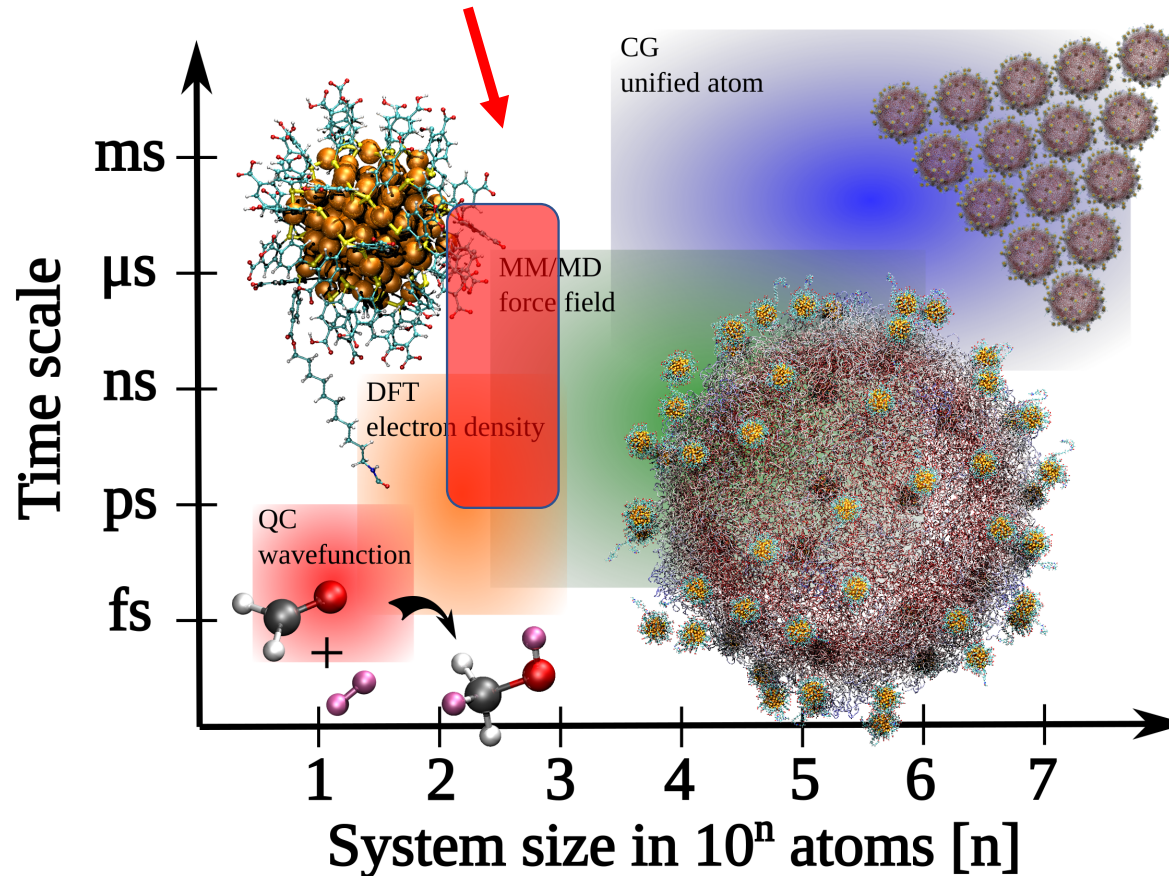 CG
unified atom
ms
Time scale
μs
MM/MD
force field
ns
DFT
electron density
ps
QC
wavefunction
fs
+
1 2 3 4 5 6 7
System size in 10ⁿ atoms [n]